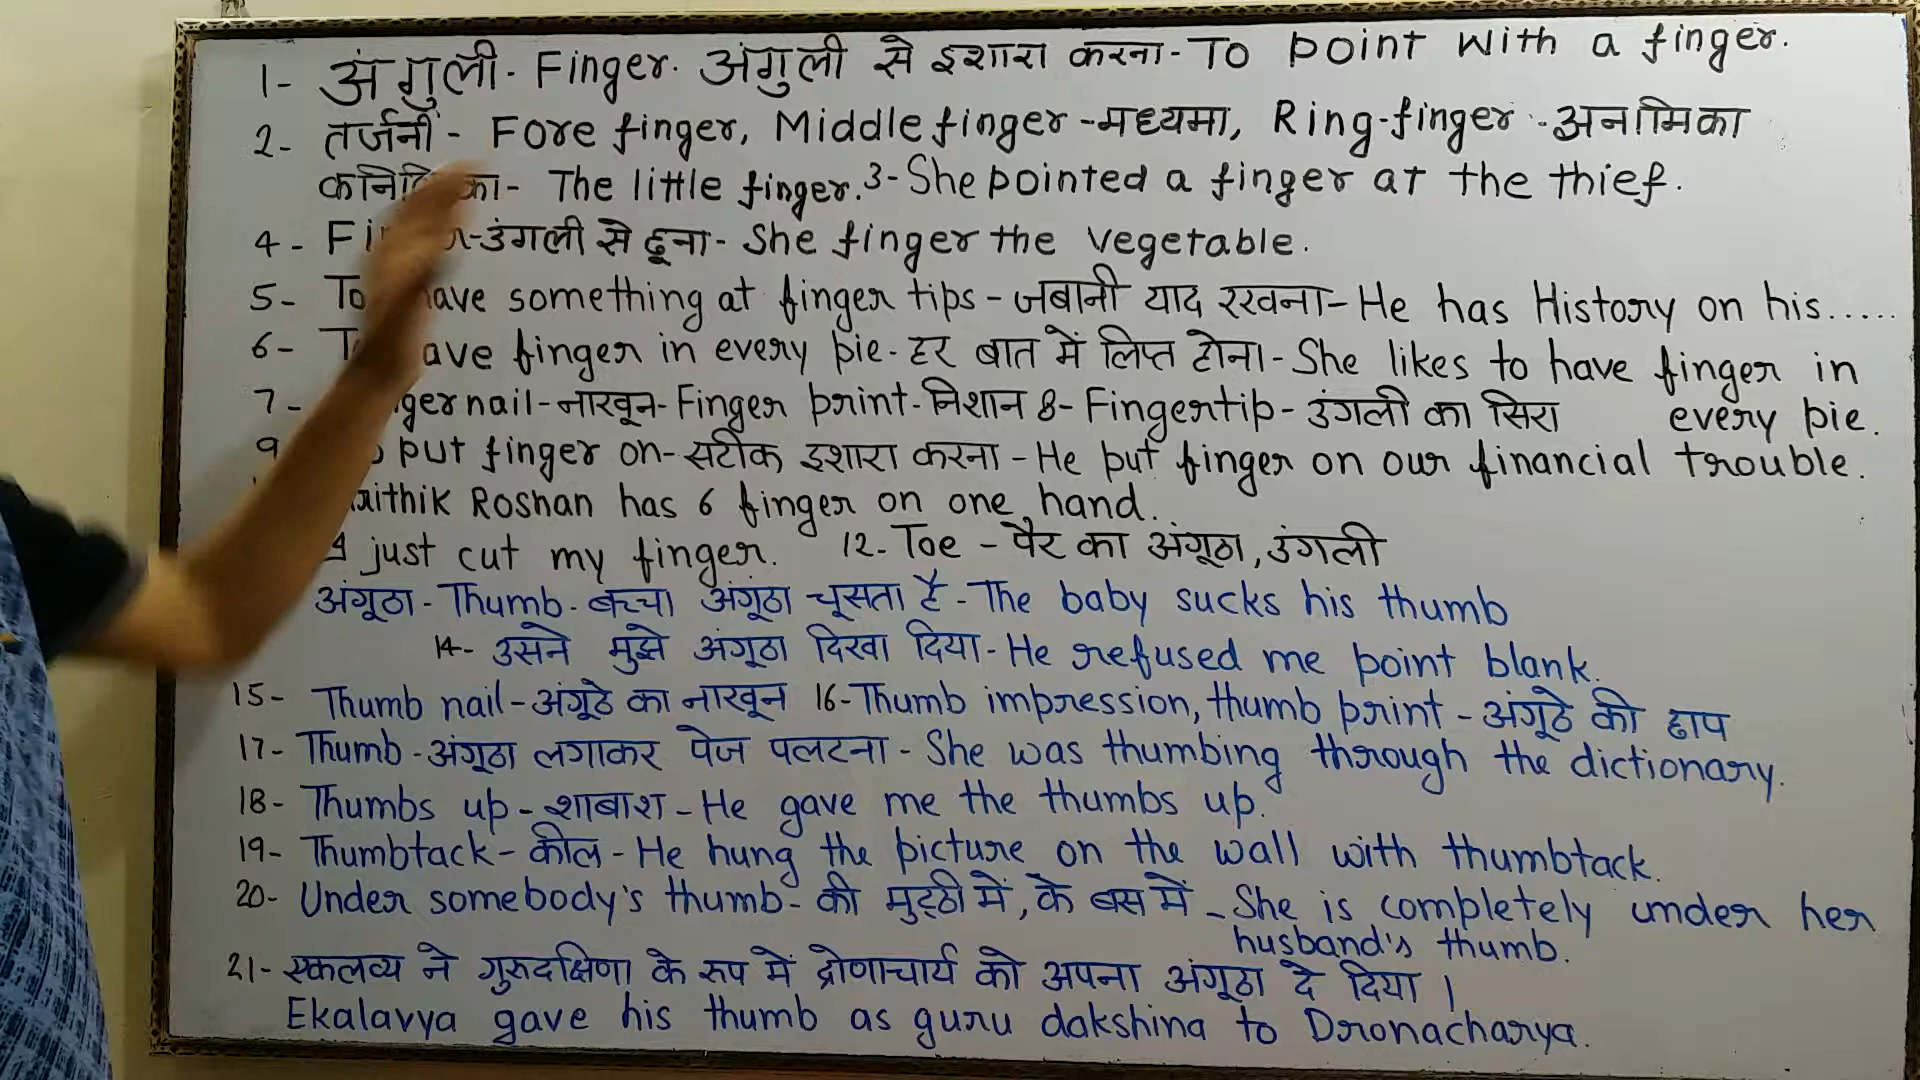 1- अंगुली- Finger. अंगुली से इशारा करना- To point with a finger.
2- तर्जनी - Fore finger, Middle finger -मध्यमा, Ring-finger -अनामिका
The little finger. 3- She pointed a finger at the thief.
4- उंगली से छूना- She finger the vegetable.
5- To have something at finger tips - जबानी याद रखना- He has History on his.....
6- To have finger in every pie- हर बात में लिप्त होना- She likes to have finger in
7- nail-नाखून- Finger print-निशान 8- Fingertip- उंगली का सिरा every pie.
9 put finger on- सटीक इशारा करना - He put finger on our financial trouble.
Roshan has 6 finger on one hand.
just cut my finger. 12- Toe - पैर का अंगूठा, उंगली
अंगूठा - Thumb - बच्चा अंगूठा चूसता है - The baby sucks his thumb
14- उसने मुझे अंगूठा दिखा दिया- He refused me point blank.
15- Thumb nail - अंगूठे का नाखून 16- Thumb impression, thumb print - अंगूठे की छाप
17- Thumb -अंगूठा लगाकर पेज पलटना - She was thumbing through the dictionary.
18- Thumbs up - शाबाश - He gave me the thumbs up.
19- Thumbtack - कील - He hung the picture on the wall with thumbtack.
20- Under somebody's thumb- की मुट्ठी में, के बस में - She is completely under her
husband's thumb.
21- एकलव्य ने गुरुदक्षिणा के रूप में द्रोणाचार्य को अपना अंगूठा दे दिया।
Ekalavya gave his thumb as guru dakshina to Dronacharya.